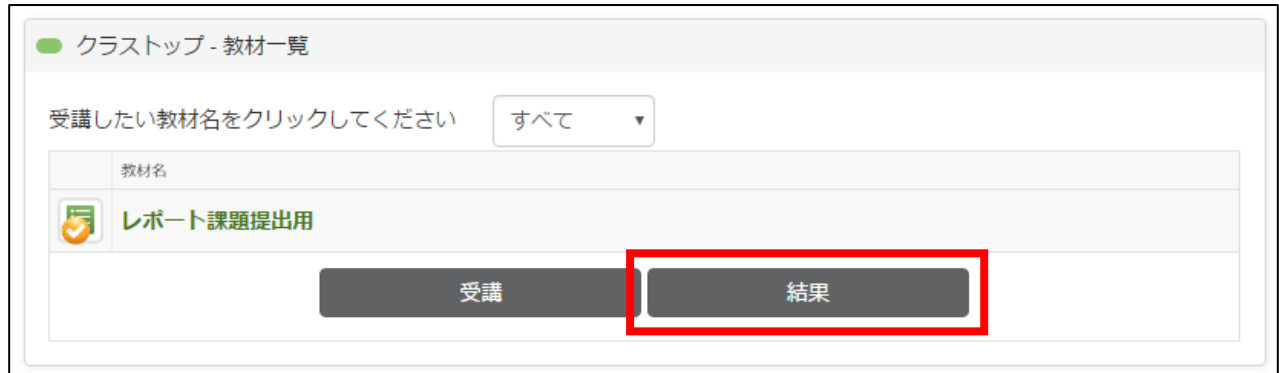 クラストップ - 教材一覧
受講したい教材名をクリックしてください すべて
教材名
レポート課題提出用
受講 結果